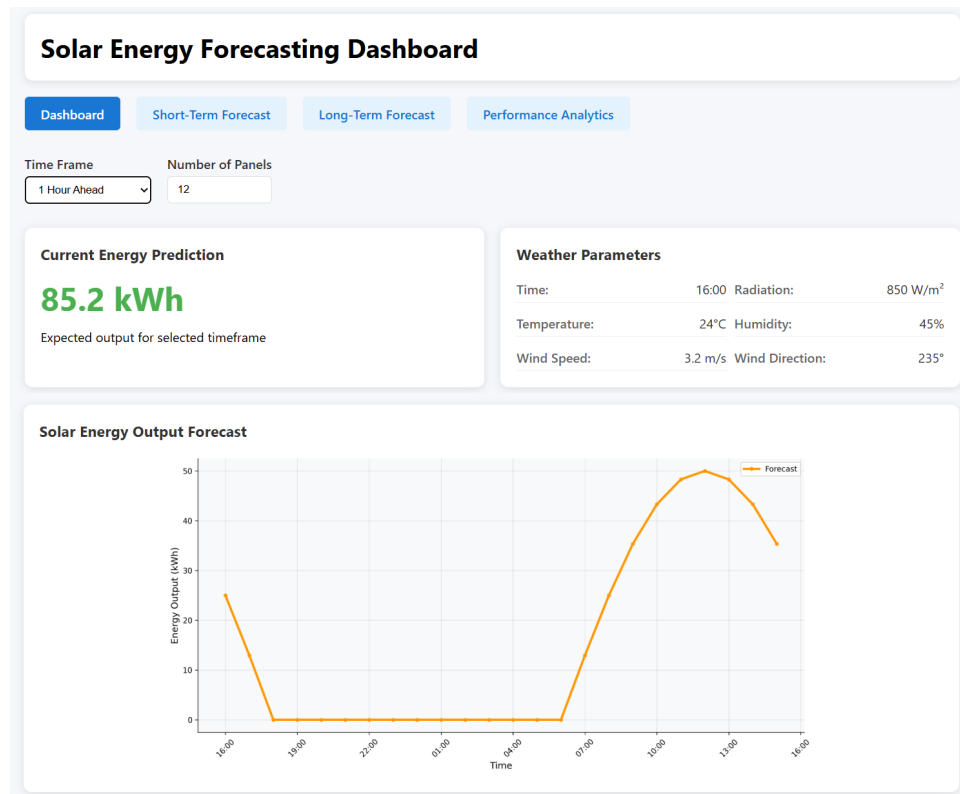 Solar Energy Forecasting Dashboard
Dashboard Short-Term Forecast Long-Term Forecast Performance Analytics
Time Frame Number of Panels
1 Hour Ahead 12
Current Energy Prediction
85.2 kWh
Expected output for selected timeframe
Weather Parameters
Time: 16:00 Radiation: 850 W/m²
Temperature: 24°C Humidity: 45%
Wind Speed: 3.2 m/s Wind Direction: 235°
Solar Energy Output Forecast
Forecast
Energy Output (kWh)
50
40
30
20
10
0
16:00 19:00 22:00 01:00 04:00 07:00 10:00 13:00 16:00
Time